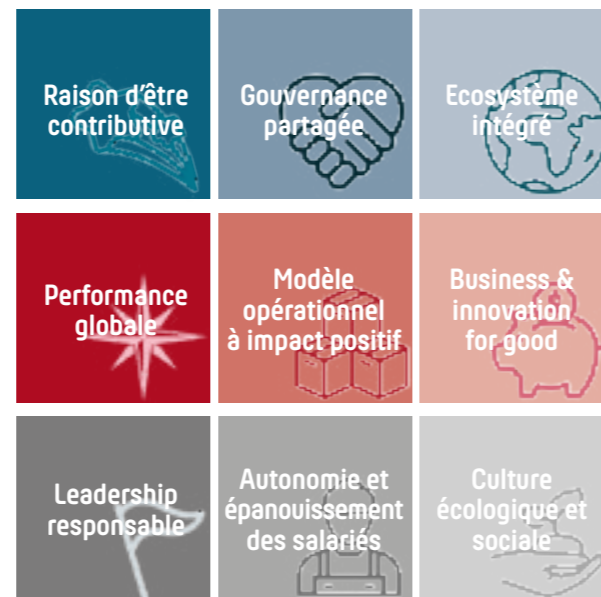 Raison d'être
contributive
Gouvernance
partagée
Ecosystème
intégré
Performance
globale
Modèle
opérationnel
à impact positif
Business &
innovation
for good
Leadership
responsable
Autonomie et
épanouissement
des salariés
Culture
écologique et
sociale